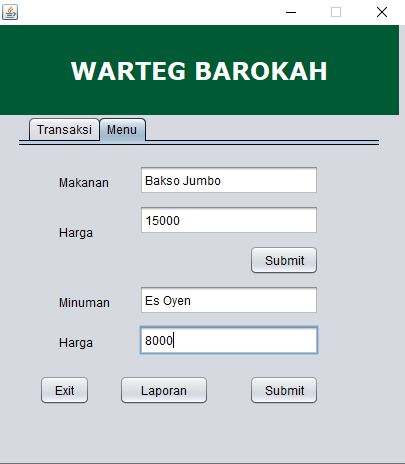 WARTEG BAROKAH
Transaksi Menu
Makanan Bakso Jumbo
Harga 15000
Submit
Minuman Es Oyen
Harga 8000
Exit Laporan Submit